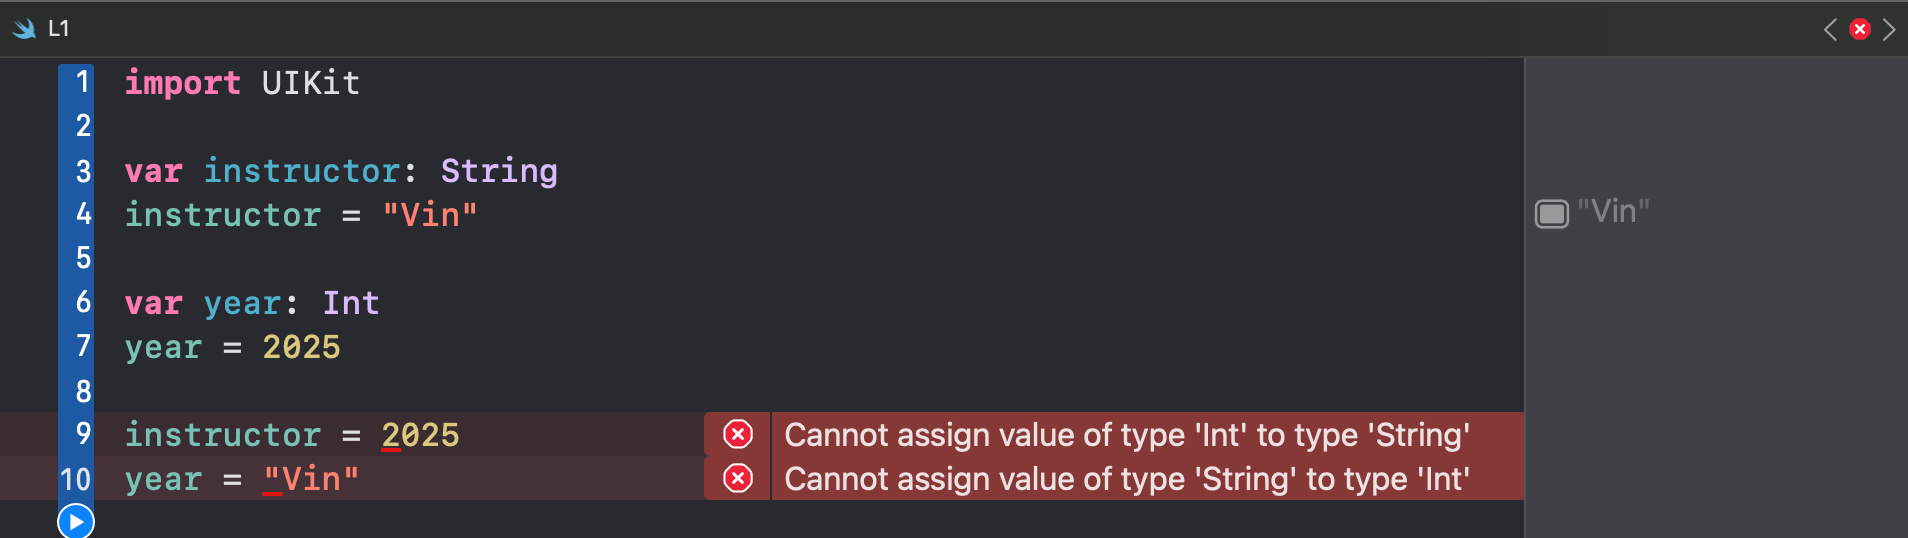 L1
1 import UIKit
2
3 var instructor: String
4 instructor = "Vin" "Vin"
5
6 var year: Int
7 year = 2025
8
9 instructor = 2025 Cannot assign value of type 'Int' to type 'String'
10 year = "Vin" Cannot assign value of type 'String' to type 'Int'